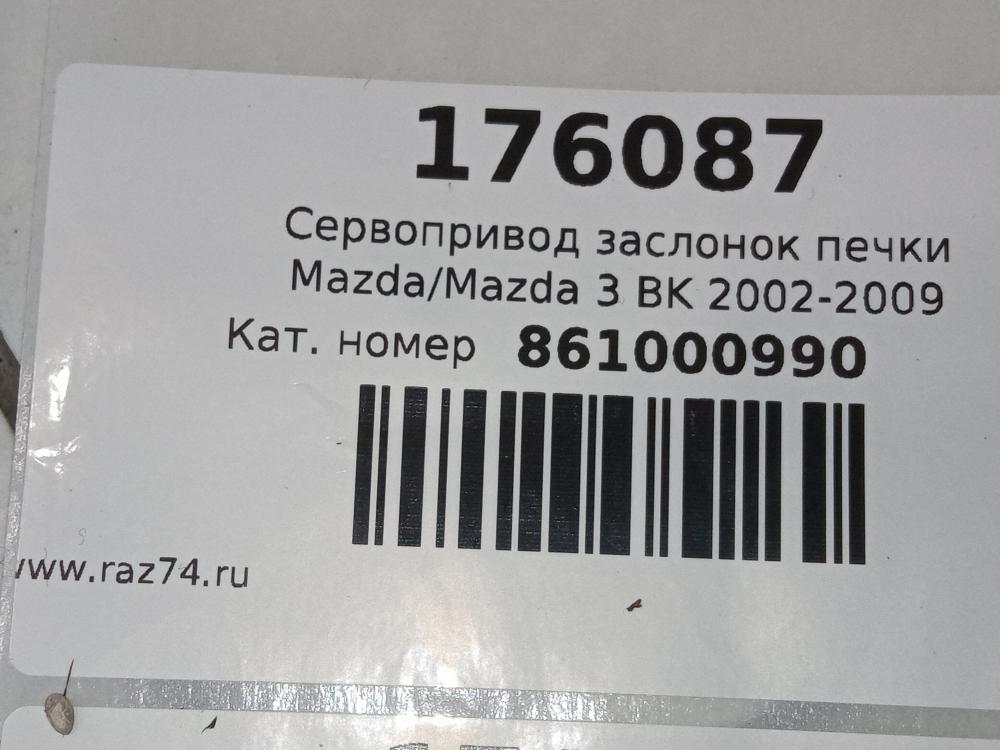 176087
Сервопривод заслонок печки
Mazda/Mazda 3 BK 2002-2009
Кат. номер 861000990
www.raz74.ru